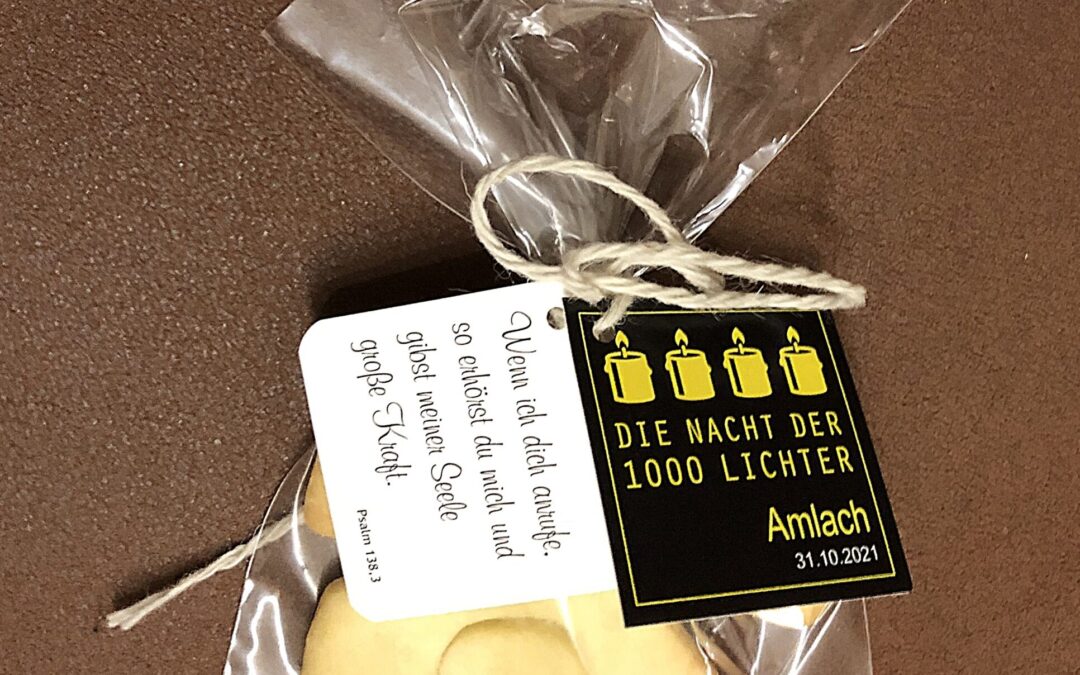 Wenn ich dich anrufe,
so erhörst du mich und
gibst meiner Seele
große Kraft.
Psalm 138,3
DIE NACHT DER
1000 LICHTER
Amlach
31.10.2021